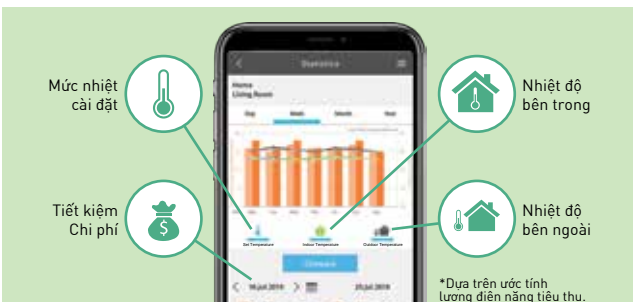 Mức nhiệt
cài đặt
Tiết kiệm
Chi phí
Statistics
Home
Living Room
Day Week Month Year
Set Temperature Indoor Temperature Outdoor Temperature
Compare
Nhiệt độ
bên trong
Nhiệt độ
bên ngoài
*Dựa trên ước tính
lượng điện năng tiêu thụ.